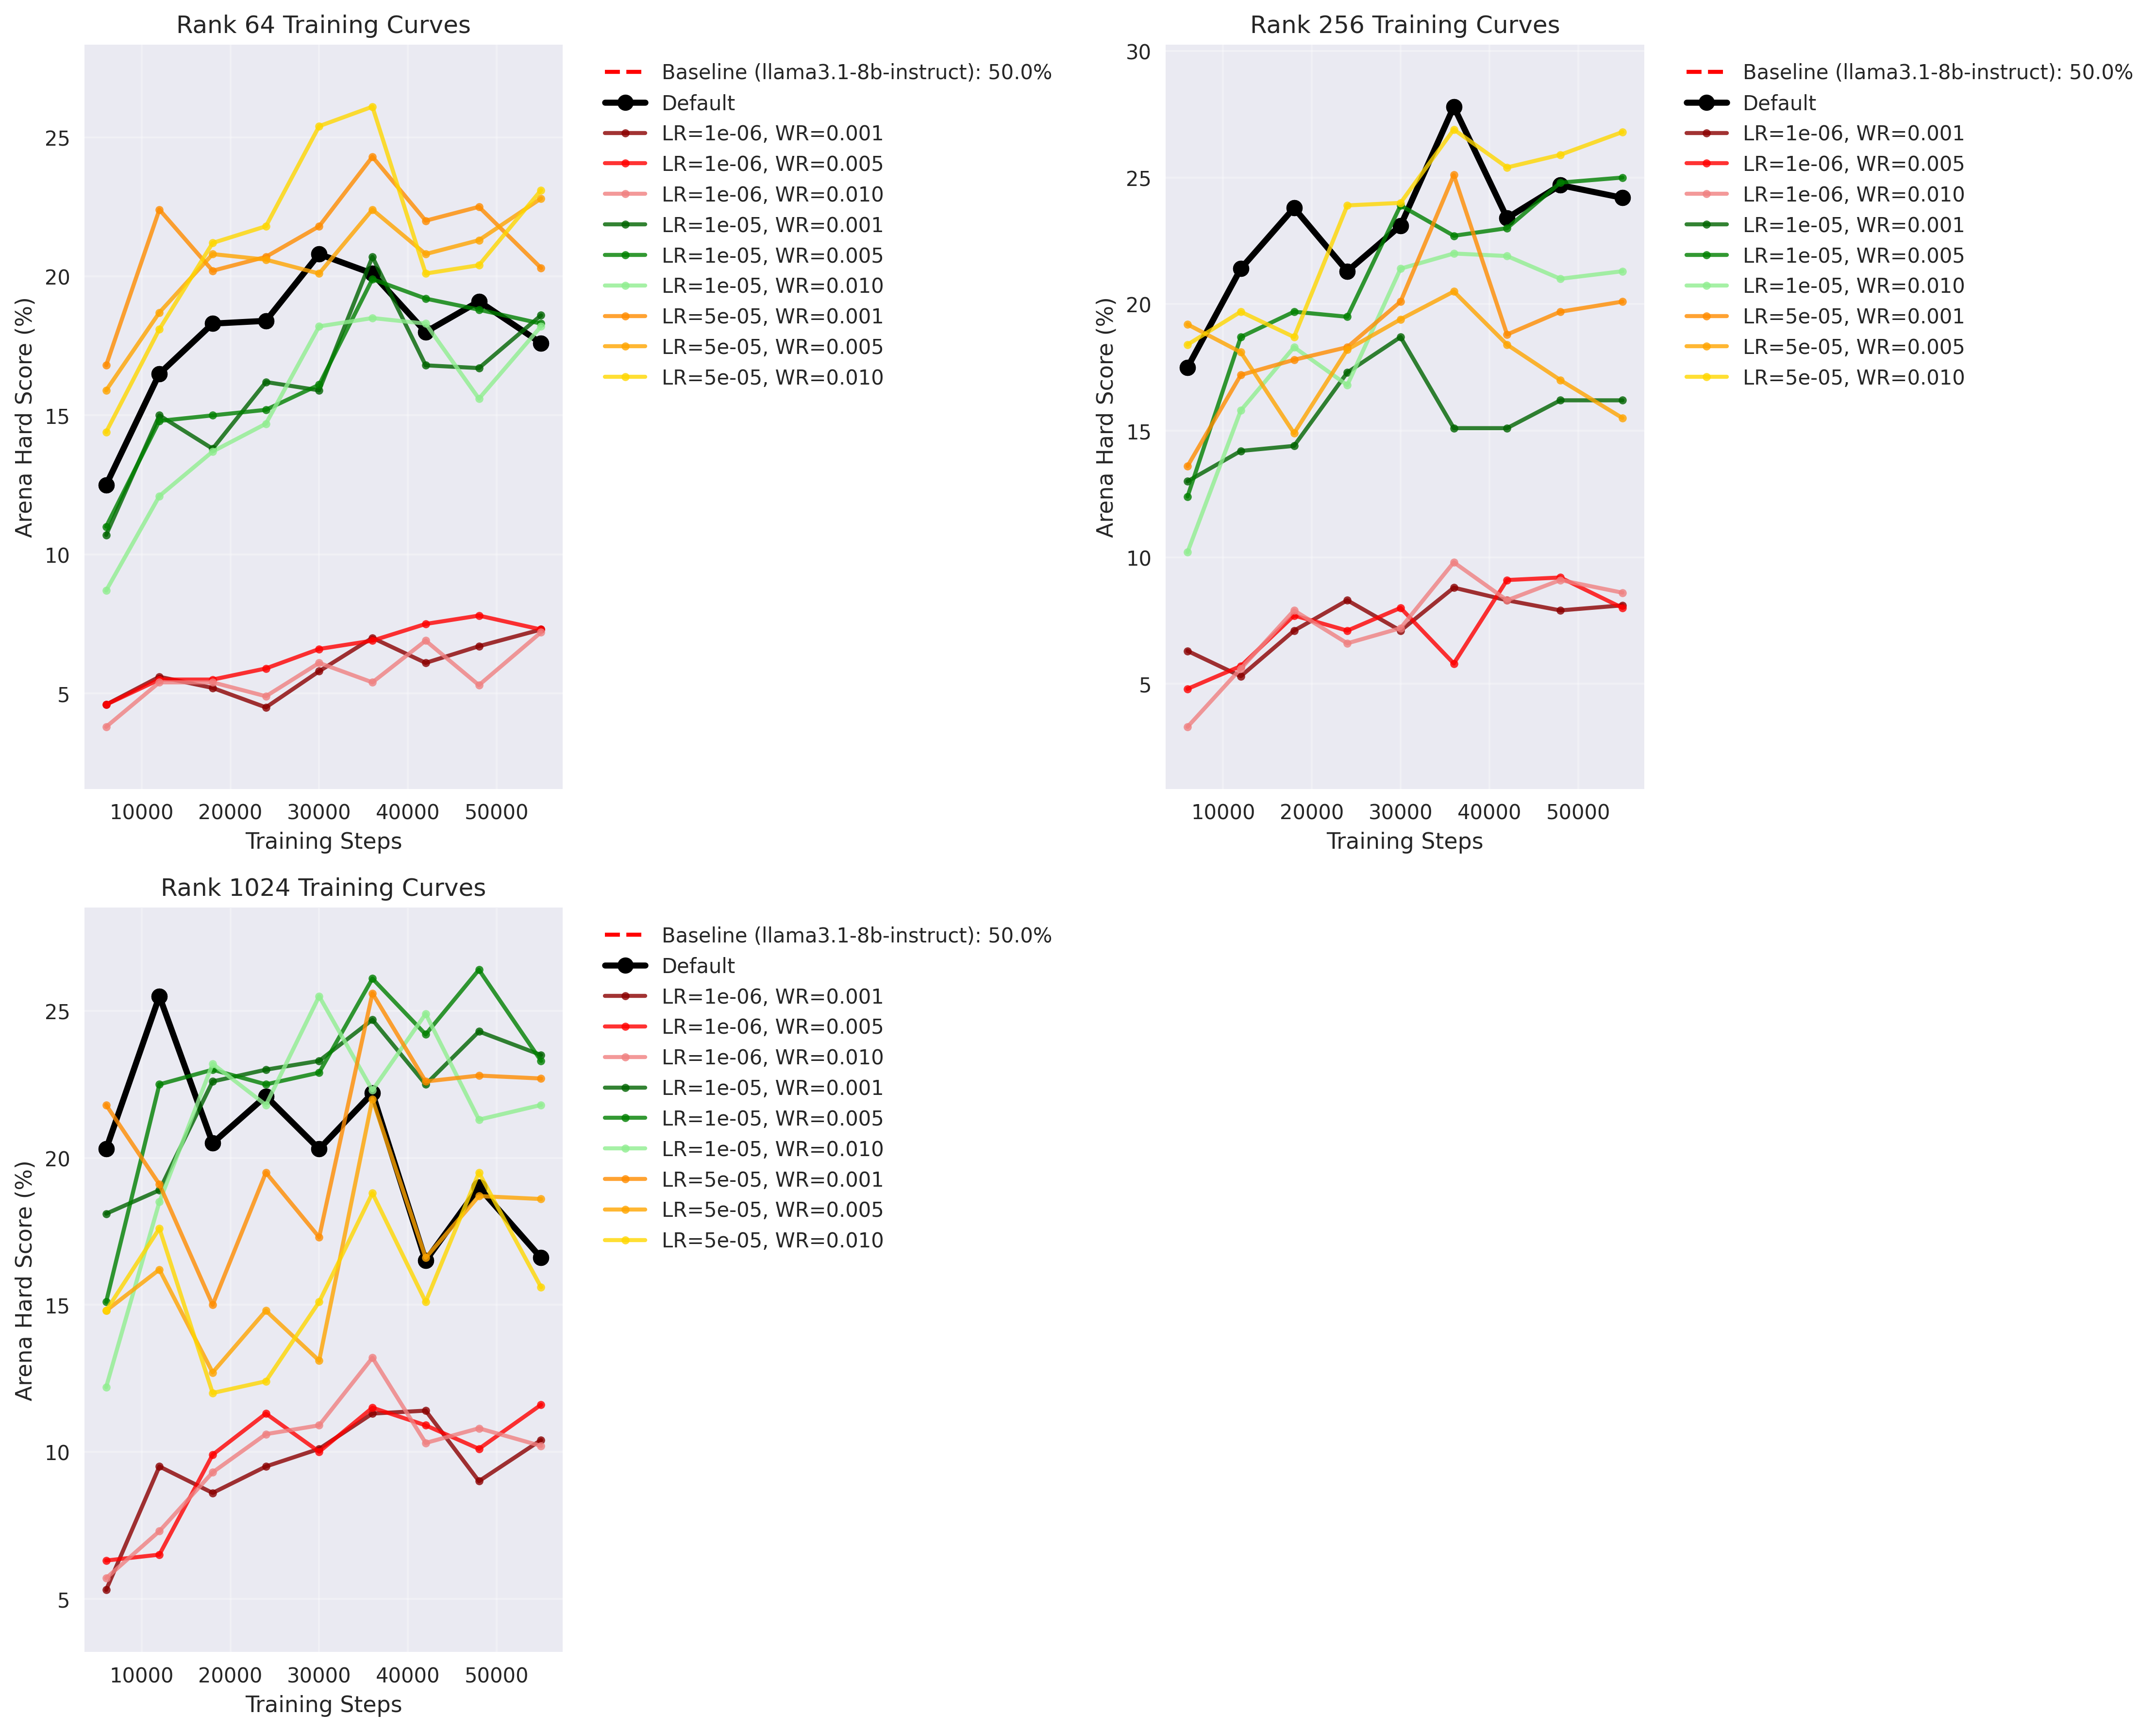 Rank 64 Training Curves
Arena Hard Score (%)
25
20
15
10
5
10000 20000 30000 40000 50000
Training Steps
Baseline (llama3.1-8b-instruct): 50.0%
Default
LR=1e-06, WR=0.001
LR=1e-06, WR=0.005
LR=1e-06, WR=0.010
LR=1e-05, WR=0.001
LR=1e-05, WR=0.005
LR=1e-05, WR=0.010
LR=5e-05, WR=0.001
LR=5e-05, WR=0.005
LR=5e-05, WR=0.010
Rank 256 Training Curves
Arena Hard Score (%)
30
25
20
15
10
5
10000 20000 30000 40000 50000
Training Steps
Baseline (llama3.1-8b-instruct): 50.0%
Default
LR=1e-06, WR=0.001
LR=1e-06, WR=0.005
LR=1e-06, WR=0.010
LR=1e-05, WR=0.001
LR=1e-05, WR=0.005
LR=1e-05, WR=0.010
LR=5e-05, WR=0.001
LR=5e-05, WR=0.005
LR=5e-05, WR=0.010
Rank 1024 Training Curves
Arena Hard Score (%)
25
20
15
10
5
10000 20000 30000 40000 50000
Training Steps
Baseline (llama3.1-8b-instruct): 50.0%
Default
LR=1e-06, WR=0.001
LR=1e-06, WR=0.005
LR=1e-06, WR=0.010
LR=1e-05, WR=0.001
LR=1e-05, WR=0.005
LR=1e-05, WR=0.010
LR=5e-05, WR=0.001
LR=5e-05, WR=0.005
LR=5e-05, WR=0.010